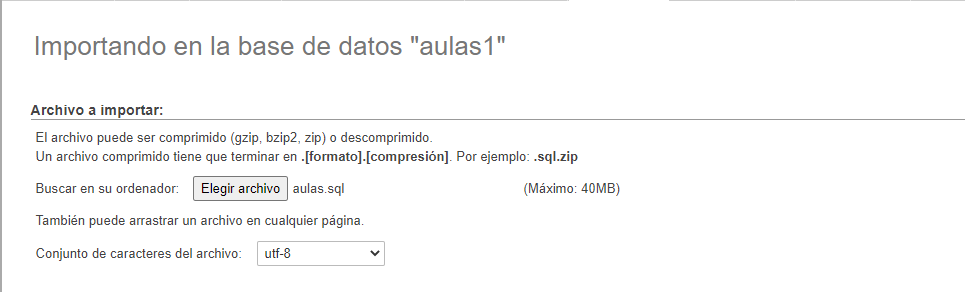 Importando en la base de datos "aulas1"
Archivo a importar:
El archivo puede ser comprimido (gzip, bzip2, zip) o descomprimido.
Un archivo comprimido tiene que terminar en .[formato].[compresión]. Por ejemplo: .sql.zip
Buscar en su ordenador: Elegir archivo aulas.sql (Máximo: 40MB)
También puede arrastrar un archivo en cualquier página.
Conjunto de caracteres del archivo: utf-8